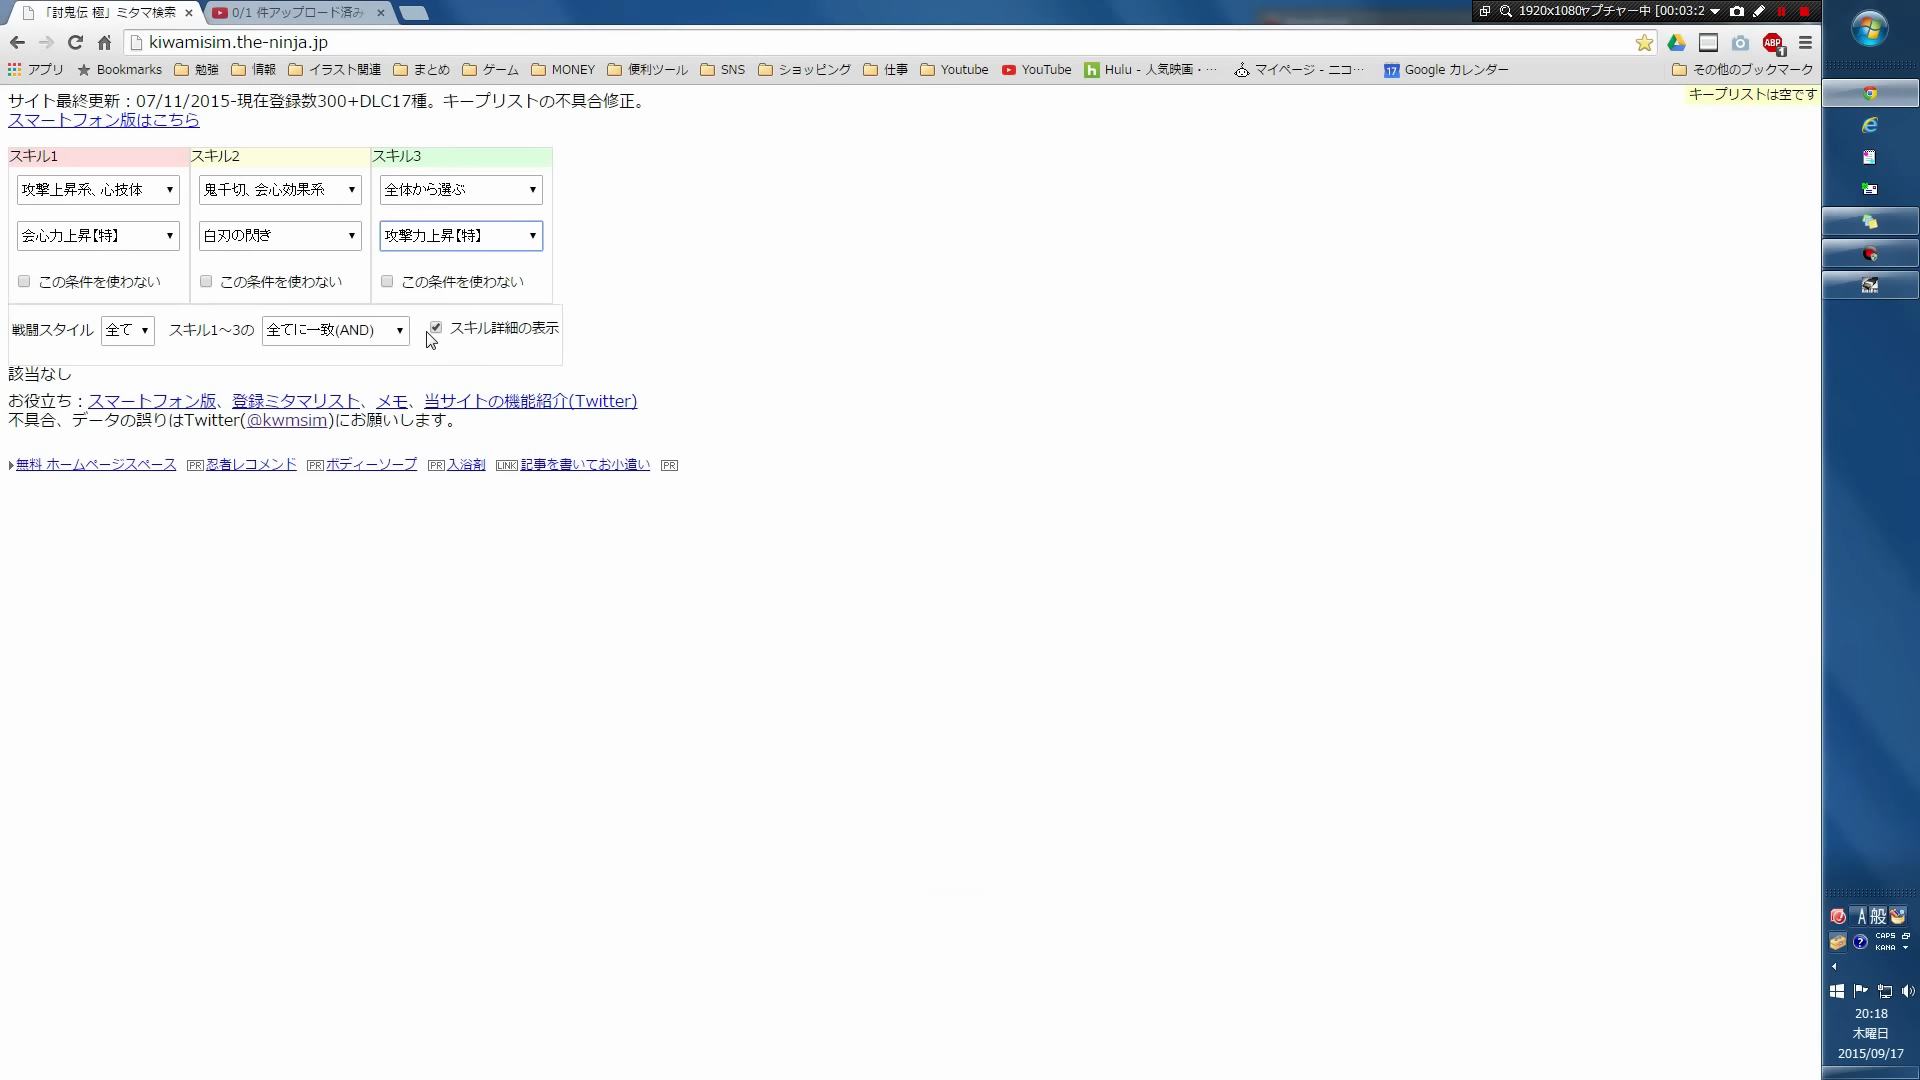 「討鬼伝 極」ミタマ検索
0/1 件アップロード済み
1920x1080ャプチャー中 [00:03:2
kiwamisim.the-ninja.jp
アプリ Bookmarks 勉強 情報 イラスト関連 まとめ ゲーム MONEY 便利ツール SNS ショッピング 仕事 Youtube YouTube Hulu - 人気映画・… マイページ - ニコ… Google カレンダー その他のブックマーク
サイト最終更新：07/11/2015-現在登録数300+DLC17種。キープリストの不具合修正。
キープリストは空です
スマートフォン版はこちら
スキル1 スキル2 スキル3
攻撃上昇系、心技体 鬼千切、会心効果系 全体から選ぶ
会心力上昇【特】 白刃の閃き 攻撃力上昇【特】
この条件を使わない この条件を使わない この条件を使わない
戦闘スタイル 全て スキル1～3の 全てに一致(AND) スキル詳細の表示
該当なし
お役立ち：スマートフォン版、登録ミタマリスト、メモ、当サイトの機能紹介(Twitter)
不具合、データの誤りはTwitter(@kwmsim)にお願いします。
無料 ホームページスペース PR 忍者レコメンド PR ボディーソープ PR 入浴剤 LINK 記事を書いてお小遣い PR
ABP
1
17
A 般
CAPS
KANA
20:18
木曜日
2015/09/17